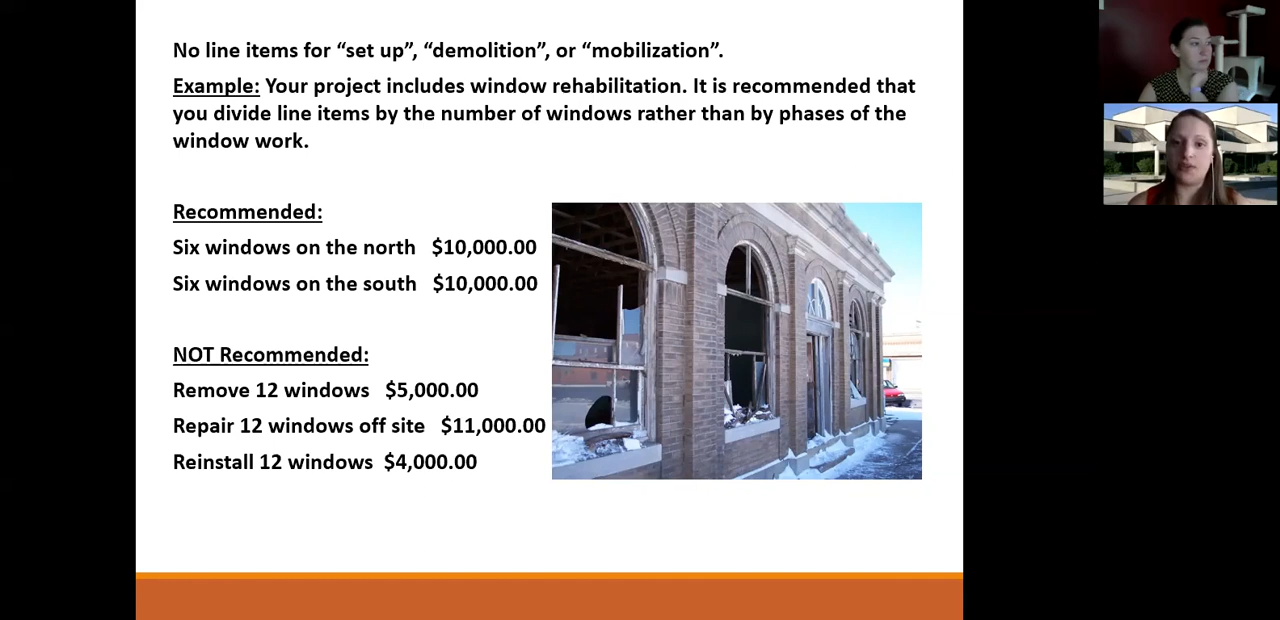 No line items for “set up”, “demolition”, or “mobilization”.
Example: Your project includes window rehabilitation. It is recommended that
you divide line items by the number of windows rather than by phases of the
window work.
Recommended:
Six windows on the north $10,000.00
Six windows on the south $10,000.00
NOT Recommended:
Remove 12 windows $5,000.00
Repair 12 windows off site $11,000.00
Reinstall 12 windows $4,000.00